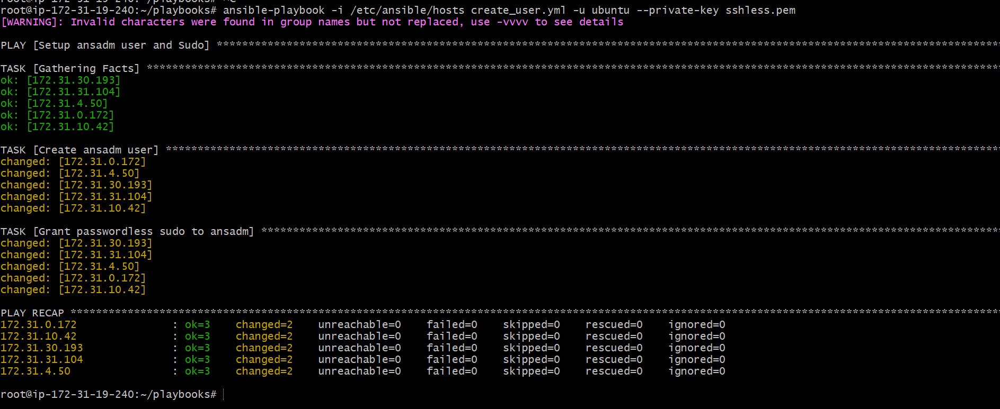 root@ip-172-31-19-240:~/playbooks# ^C
root@ip-172-31-19-240:~/playbooks# ansible-playbook -i /etc/ansible/hosts create_user.yml -u ubuntu --private-key sshless.pem
[WARNING]: Invalid characters were found in group names but not replaced, use -vvvv to see details
PLAY [Setup ansadm user and Sudo] ***************************************************************************************************************************
TASK [Gathering Facts] **************************************************************************************************************************************
ok: [172.31.30.193]
ok: [172.31.31.104]
ok: [172.31.4.50]
ok: [172.31.0.172]
ok: [172.31.10.42]
TASK [Create ansadm user] ***********************************************************************************************************************************
changed: [172.31.0.172]
changed: [172.31.4.50]
changed: [172.31.30.193]
changed: [172.31.31.104]
changed: [172.31.10.42]
TASK [Grant passwordless sudo to ansadm] ********************************************************************************************************************
changed: [172.31.30.193]
changed: [172.31.31.104]
changed: [172.31.4.50]
changed: [172.31.0.172]
changed: [172.31.10.42]
PLAY RECAP **************************************************************************************************************************************************
172.31.0.172 : ok=3 changed=2 unreachable=0 failed=0 skipped=0 rescued=0 ignored=0
172.31.10.42 : ok=3 changed=2 unreachable=0 failed=0 skipped=0 rescued=0 ignored=0
172.31.30.193 : ok=3 changed=2 unreachable=0 failed=0 skipped=0 rescued=0 ignored=0
172.31.31.104 : ok=3 changed=2 unreachable=0 failed=0 skipped=0 rescued=0 ignored=0
172.31.4.50 : ok=3 changed=2 unreachable=0 failed=0 skipped=0 rescued=0 ignored=0
root@ip-172-31-19-240:~/playbooks#